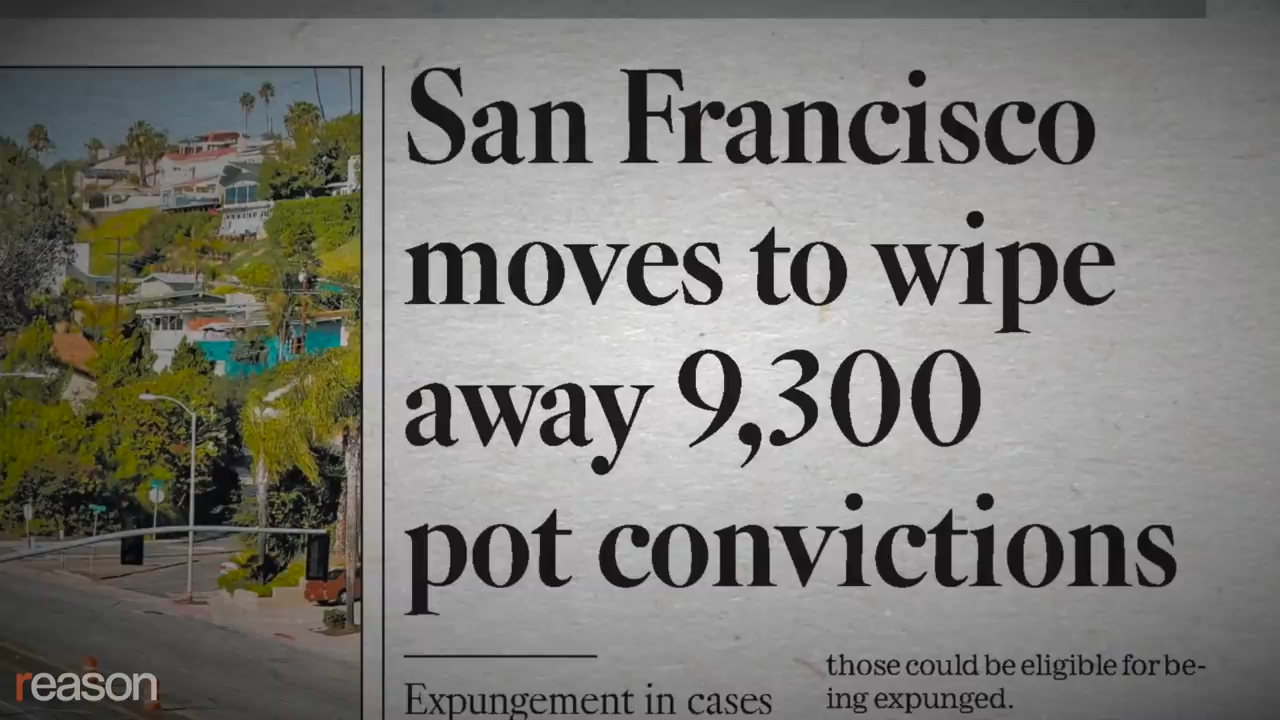 San Francisco
moves to wipe
away 9,300
pot convictions
Expungement in cases
those could be eligible for be-
ing expunged.
reason